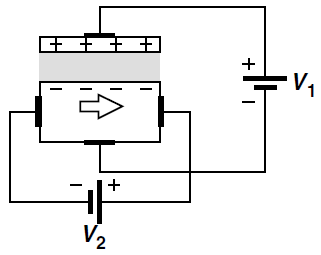 + + + +
+
V1
−
− − − −
− +
V2